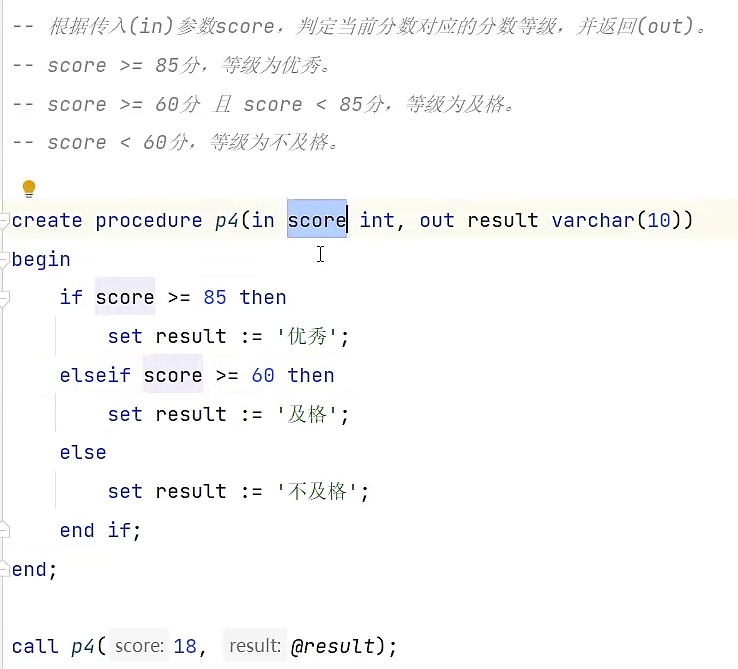 -- 根据传入(in)参数score，判定当前分数对应的分数等级，并返回(out)。
-- score >= 85分，等级为优秀。
-- score >= 60分 且 score < 85分，等级为及格。
-- score < 60分，等级为不及格。
create procedure p4(in score int, out result varchar(10))
begin
    if score >= 85 then
        set result := '优秀';
    elseif score >= 60 then
        set result := '及格';
    else
        set result := '不及格';
    end if;
end;
call p4( score: 18, result: @result);